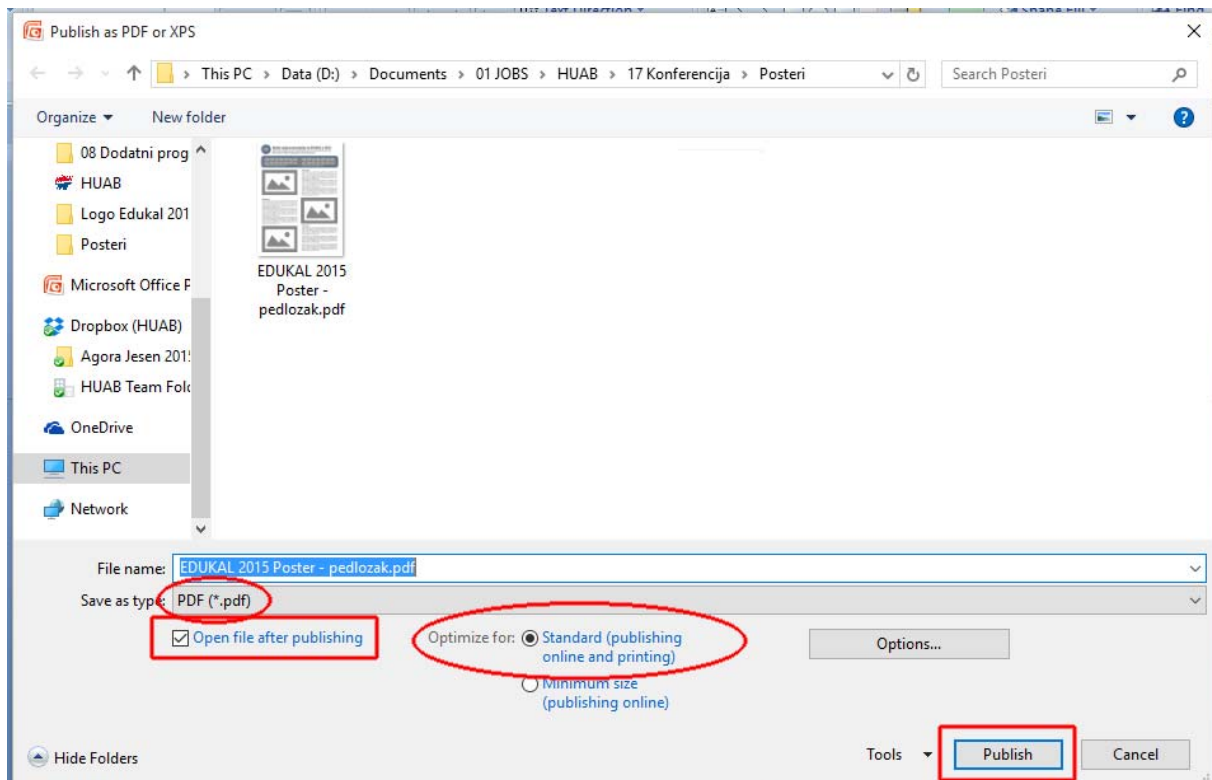 Publish as PDF or XPS
This PC > Data (D:) > Documents > 01 JOBS > HUAB > 17 Konferencija > Posteri
Search Posteri
Organize
New folder
08 Dodatni prog
HUAB
Logo Edukal 201
Posteri
Microsoft Office P
Dropbox (HUAB)
Agora Jesen 201
HUAB Team Fol
OneDrive
This PC
Network
EDUKAL 2015
Poster -
pedlozak.pdf
File name: EDUKAL 2015 Poster - pedlozak.pdf
Save as type: PDF (*.pdf)
Open file after publishing
Optimize for: Standard (publishing
online and printing)
Minimum size
(publishing online)
Options...
Hide Folders
Tools
Publish
Cancel